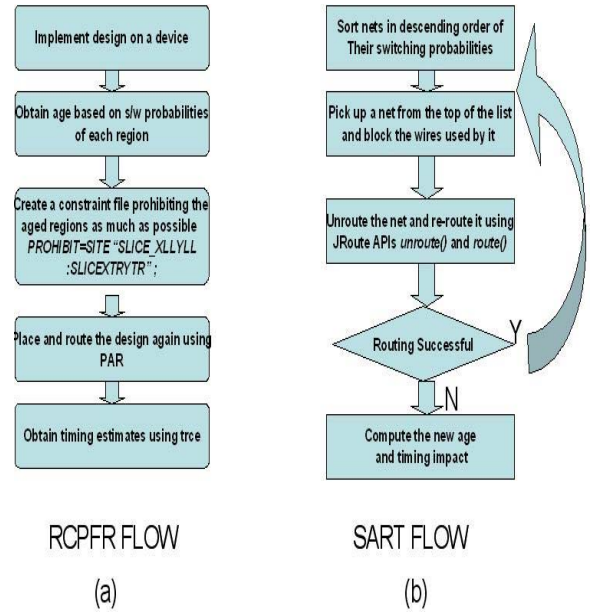 Implement design on a device
Obtain age based on s/w probabilities
of each region
Create a constraint file prohibiting the
aged regions as much as possible
PROHIBIT=SITE “SLICE_XLLYLL
:SLICEXTRYTR” ;
Place and route the design again using
PAR
Obtain timing estimates using trce
RCPFR FLOW
(a)
Sort nets in descending order of
Their switching probabilities
Pick up a net from the top of the list
and block the wires used by it
Unroute the net and re-route it using
JRoute APIs unroute() and route()
Routing Successful
Y
N
Compute the new age
and timing impact
SART FLOW
(b)